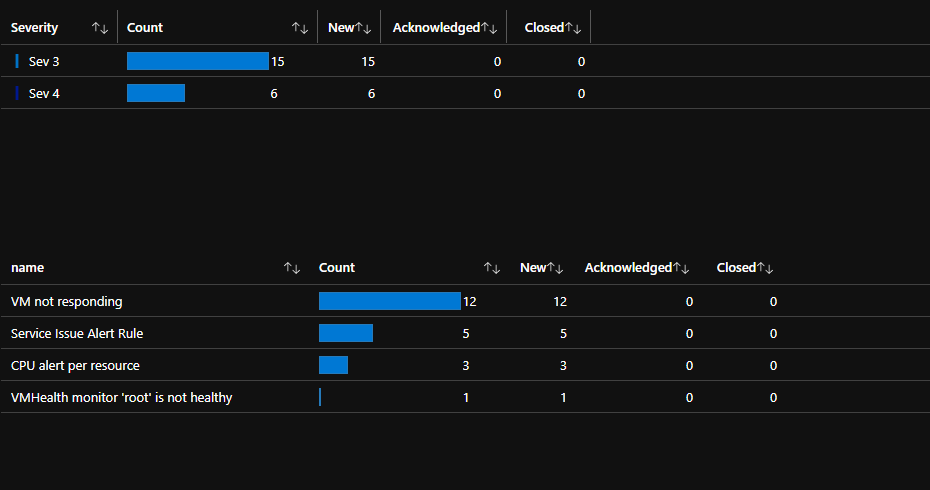 Severity ↑↓ Count ↑↓ New↑↓ Acknowledged↑↓ Closed↑↓
Sev 3 15 15 0 0
Sev 4 6 6 0 0
name ↑↓ Count ↑↓ New↑↓ Acknowledged↑↓ Closed↑↓
VM not responding 12 12 0 0
Service Issue Alert Rule 5 5 0 0
CPU alert per resource 3 3 0 0
VMHealth monitor 'root' is not healthy 1 1 0 0